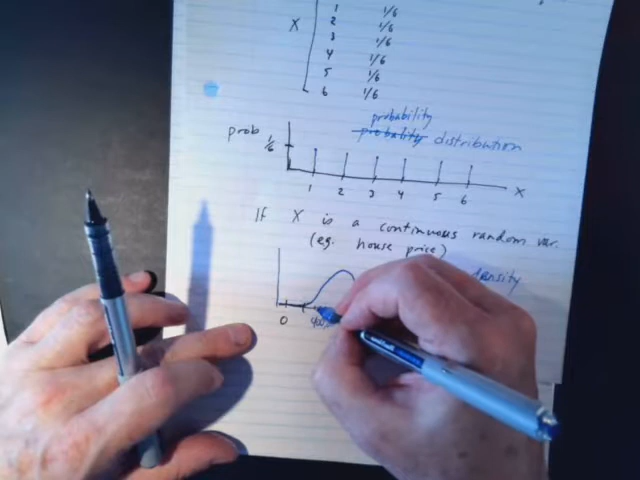 1 1/6
2 1/6
X 3 1/6
4 1/6
5 1/6
6 1/6
probability
prob 1/6 probality distribution
1 2 3 4 5 6 X
If X is a continuous random var.
(eg. house price)
density
0